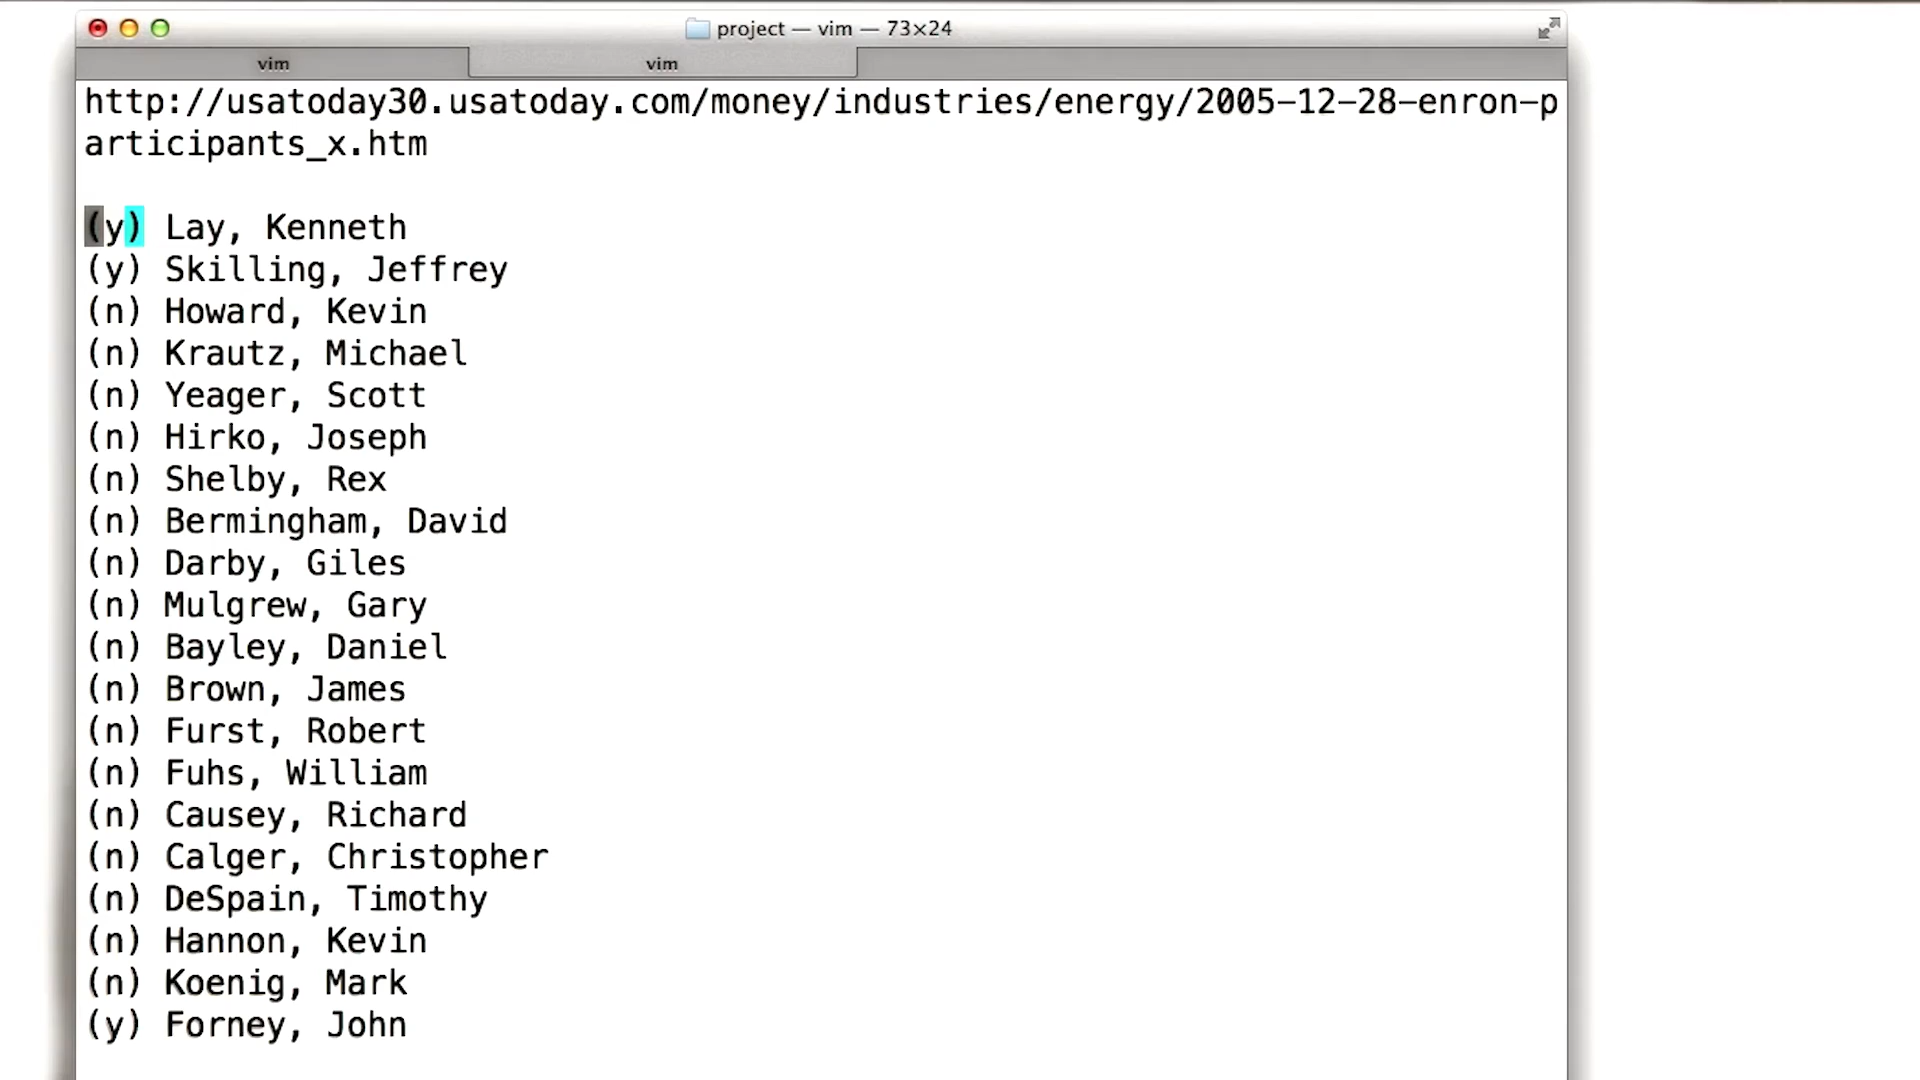 project — vim — 73×24
vim vim
http://usatoday30.usatoday.com/money/industries/energy/2005-12-28-enron-p
articipants_x.htm
(y) Lay, Kenneth
(y) Skilling, Jeffrey
(n) Howard, Kevin
(n) Krautz, Michael
(n) Yeager, Scott
(n) Hirko, Joseph
(n) Shelby, Rex
(n) Bermingham, David
(n) Darby, Giles
(n) Mulgrew, Gary
(n) Bayley, Daniel
(n) Brown, James
(n) Furst, Robert
(n) Fuhs, William
(n) Causey, Richard
(n) Calger, Christopher
(n) DeSpain, Timothy
(n) Hannon, Kevin
(n) Koenig, Mark
(y) Forney, John